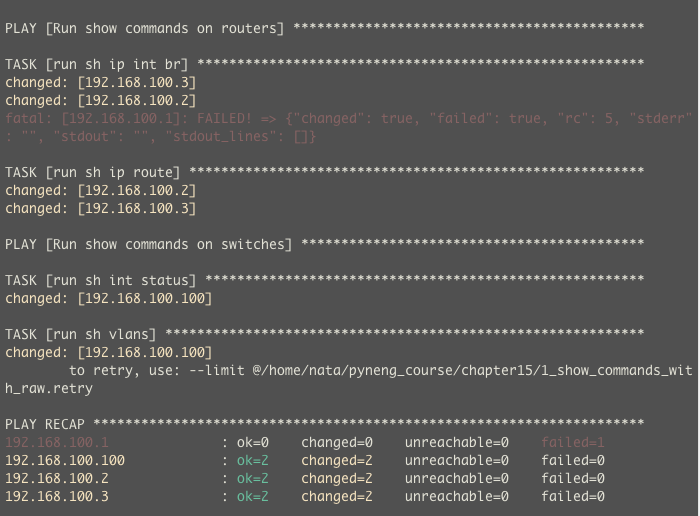 PLAY [Run show commands on routers] ********************************************
TASK [run sh ip int br] ********************************************************
changed: [192.168.100.3]
changed: [192.168.100.2]
fatal: [192.168.100.1]: FAILED! => {"changed": true, "failed": true, "rc": 5, "stderr"
: "", "stdout": "", "stdout_lines": []}
TASK [run sh ip route] *********************************************************
changed: [192.168.100.2]
changed: [192.168.100.3]
PLAY [Run show commands on switches] *******************************************
TASK [run sh int status] *******************************************************
changed: [192.168.100.100]
TASK [run sh vlans] ************************************************************
changed: [192.168.100.100]
to retry, use: --limit @/home/nata/pyneng_course/chapter15/1_show_commands_wit
h_raw.retry
PLAY RECAP *********************************************************************
192.168.100.1 : ok=0 changed=0 unreachable=0 failed=1
192.168.100.100 : ok=2 changed=2 unreachable=0 failed=0
192.168.100.2 : ok=2 changed=2 unreachable=0 failed=0
192.168.100.3 : ok=2 changed=2 unreachable=0 failed=0